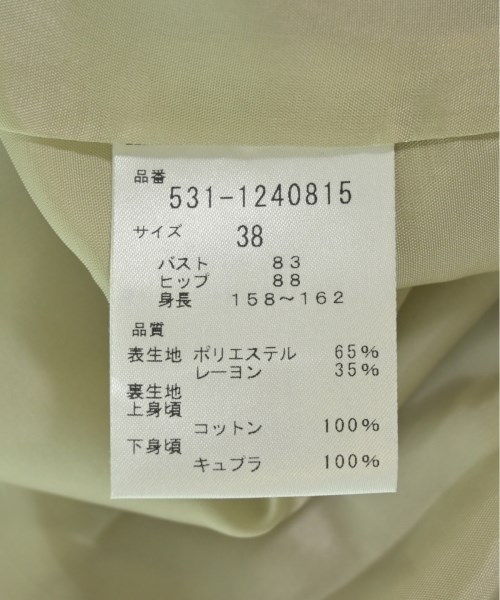 品番
531-1240815
サイズ 38
バスト 83
ヒップ 88
身長 158～162
品質
表生地 ポリエステル 65%
レーヨン 35%
裏生地
上身頃
コットン 100%
下身頃
キュプラ 100%